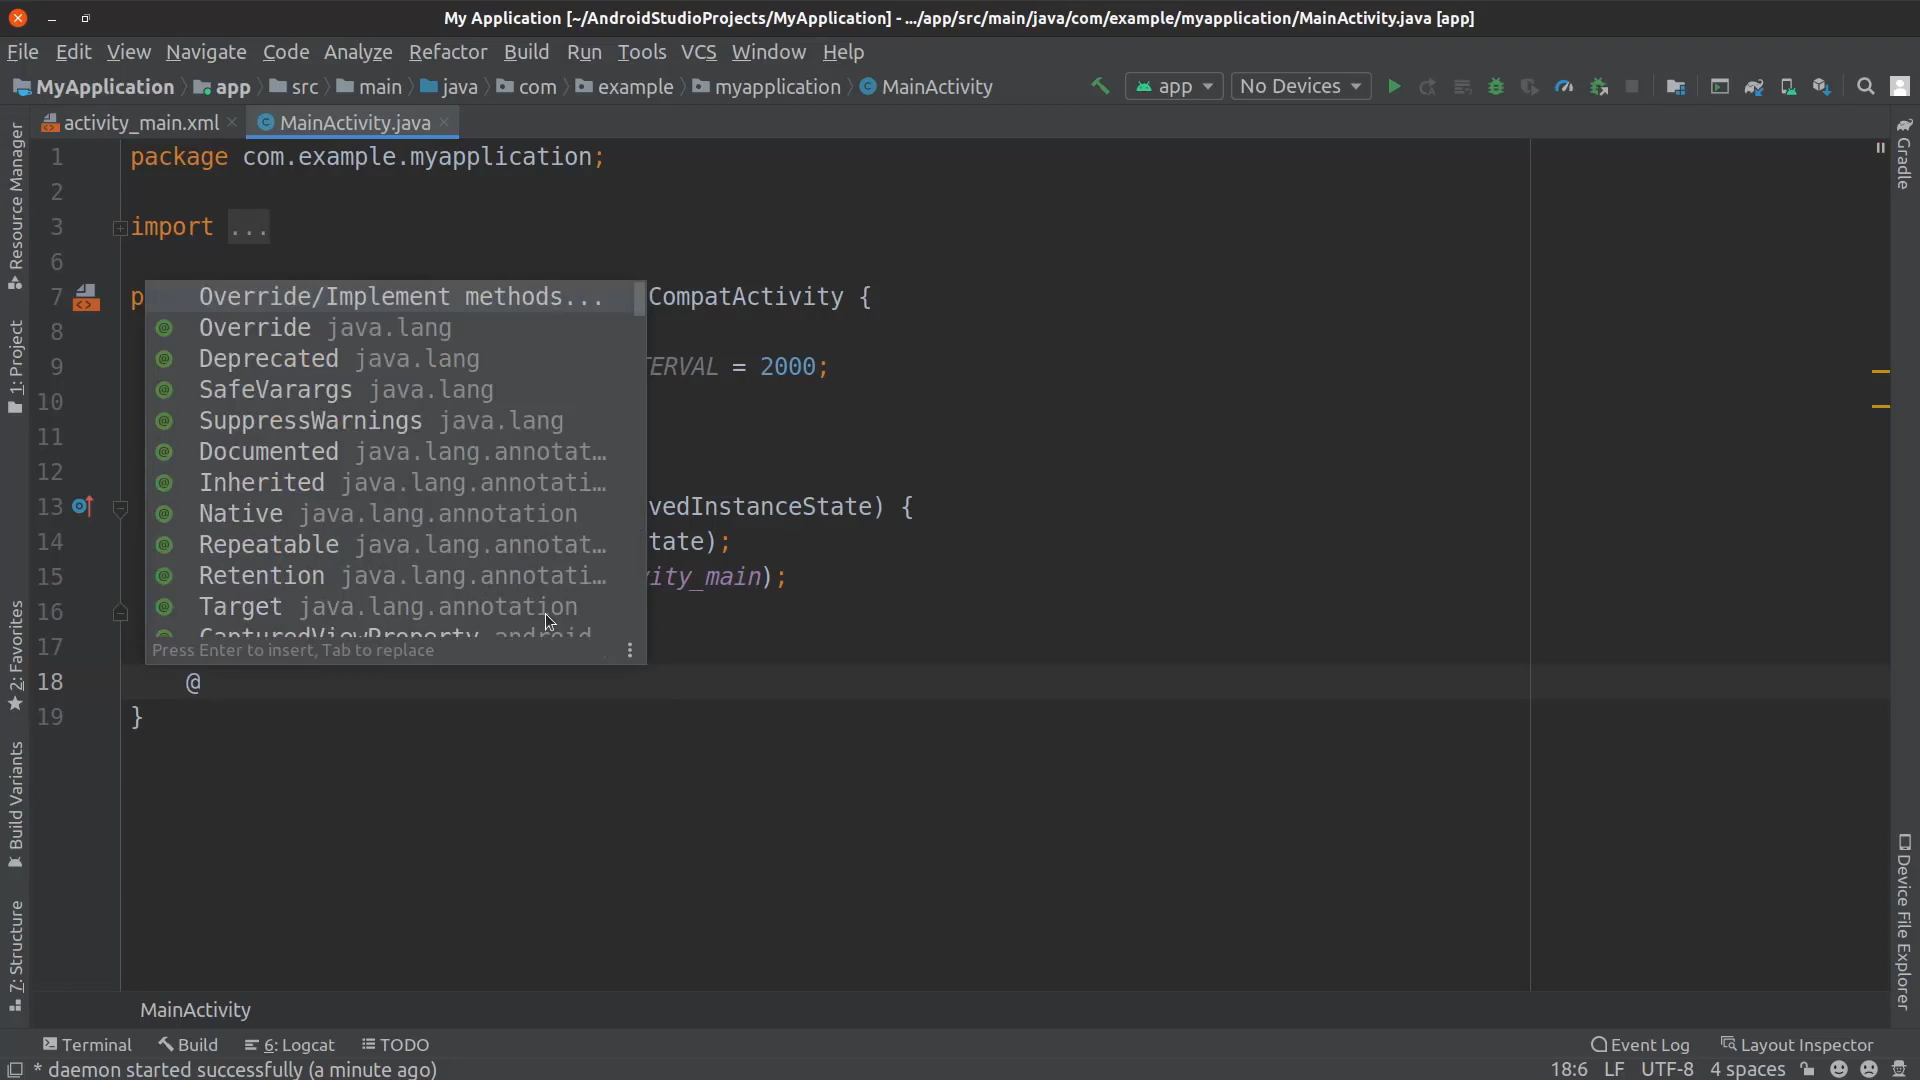 My Application [~/AndroidStudioProjects/MyApplication] - .../app/src/main/java/com/example/myapplication/MainActivity.java [app]
File Edit View Navigate Code Analyze Refactor Build Run Tools VCS Window Help
MyApplication app src main java com example myapplication MainActivity app No Devices
activity_main.xml MainActivity.java
1 package com.example.myapplication;
2
3 import ...
6
7 p CompatActivity {
8
9 ERVAL = 2000;
10
11
12
13 vedInstanceState) {
14 tate);
15 ity_main);
16
17
18 @
19 }
Override/Implement methods...
Override java.lang
Deprecated java.lang
SafeVarargs java.lang
SuppressWarnings java.lang
Documented java.lang.annotat…
Inherited java.lang.annotati…
Native java.lang.annotation
Repeatable java.lang.annotat…
Retention java.lang.annotati…
Target java.lang.annotation
CapturedViewProperty android
Press Enter to insert, Tab to replace
Resource Manager
1: Project
2: Favorites
Build Variants
7: Structure
Gradle
Device File Explorer
MainActivity
Terminal Build 6: Logcat TODO Event Log Layout Inspector
* daemon started successfully (a minute ago) 18:6 LF UTF-8 4 spaces